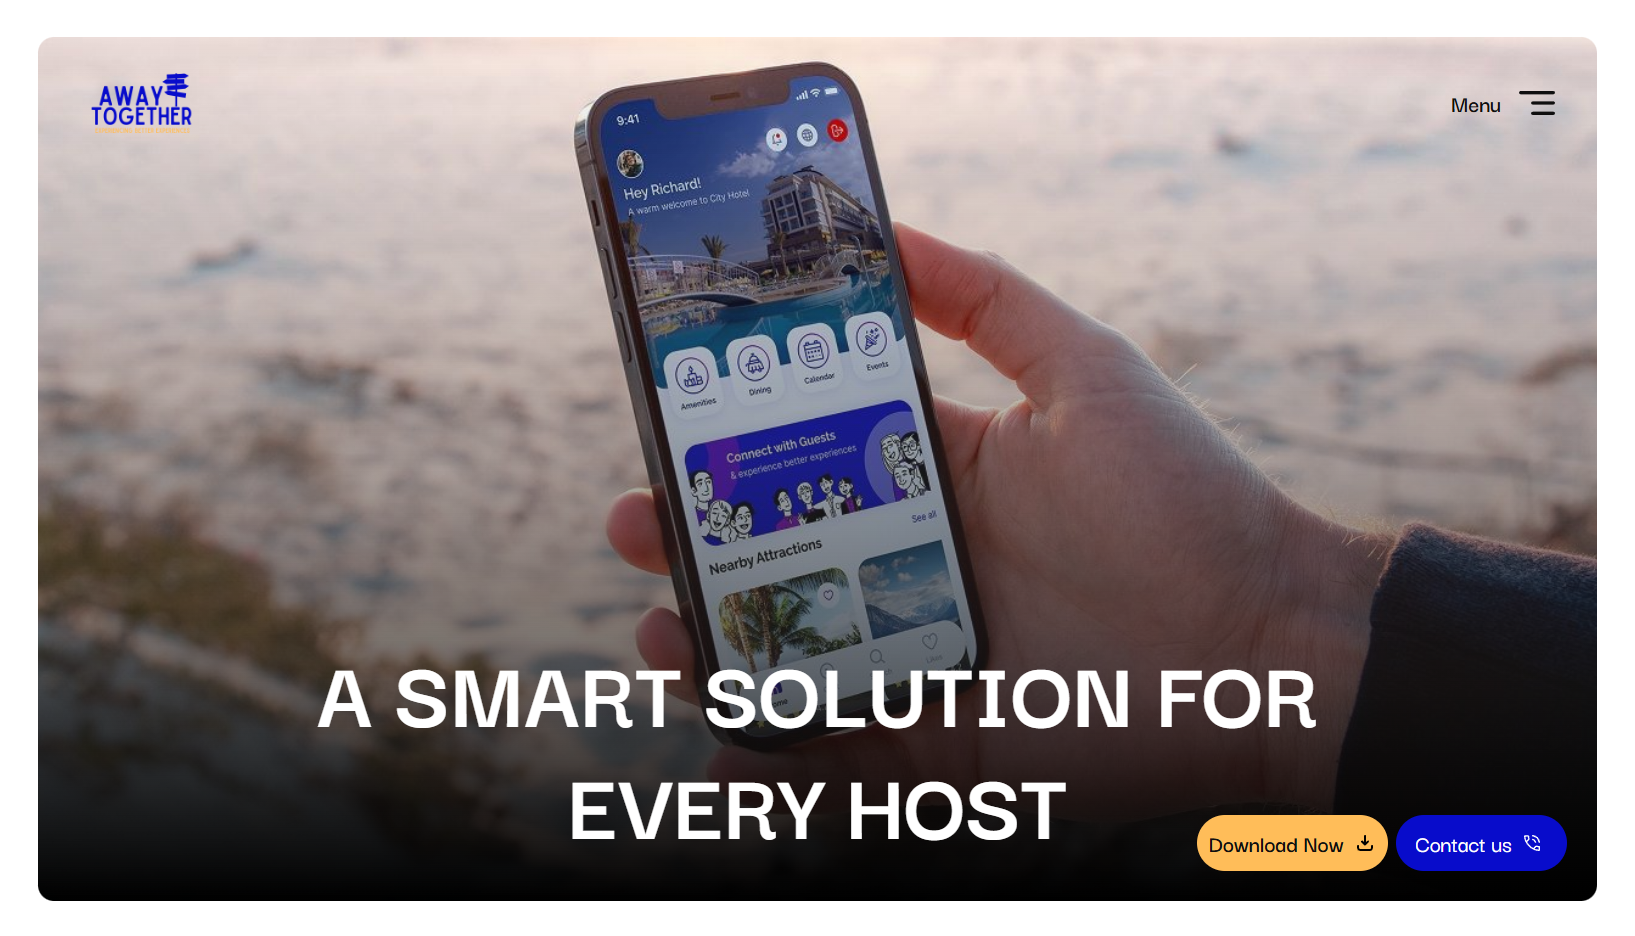 AWAY
TOGETHER
Menu
9:41
Hey Richard!
A warm welcome to City Hotel
Amenities
Dining
Calendar
Events
Connect with Guests
& experience better experiences
See all
Nearby Attractions
Likes
A SMART SOLUTION FOR
EVERY HOST
Download Now
Contact us